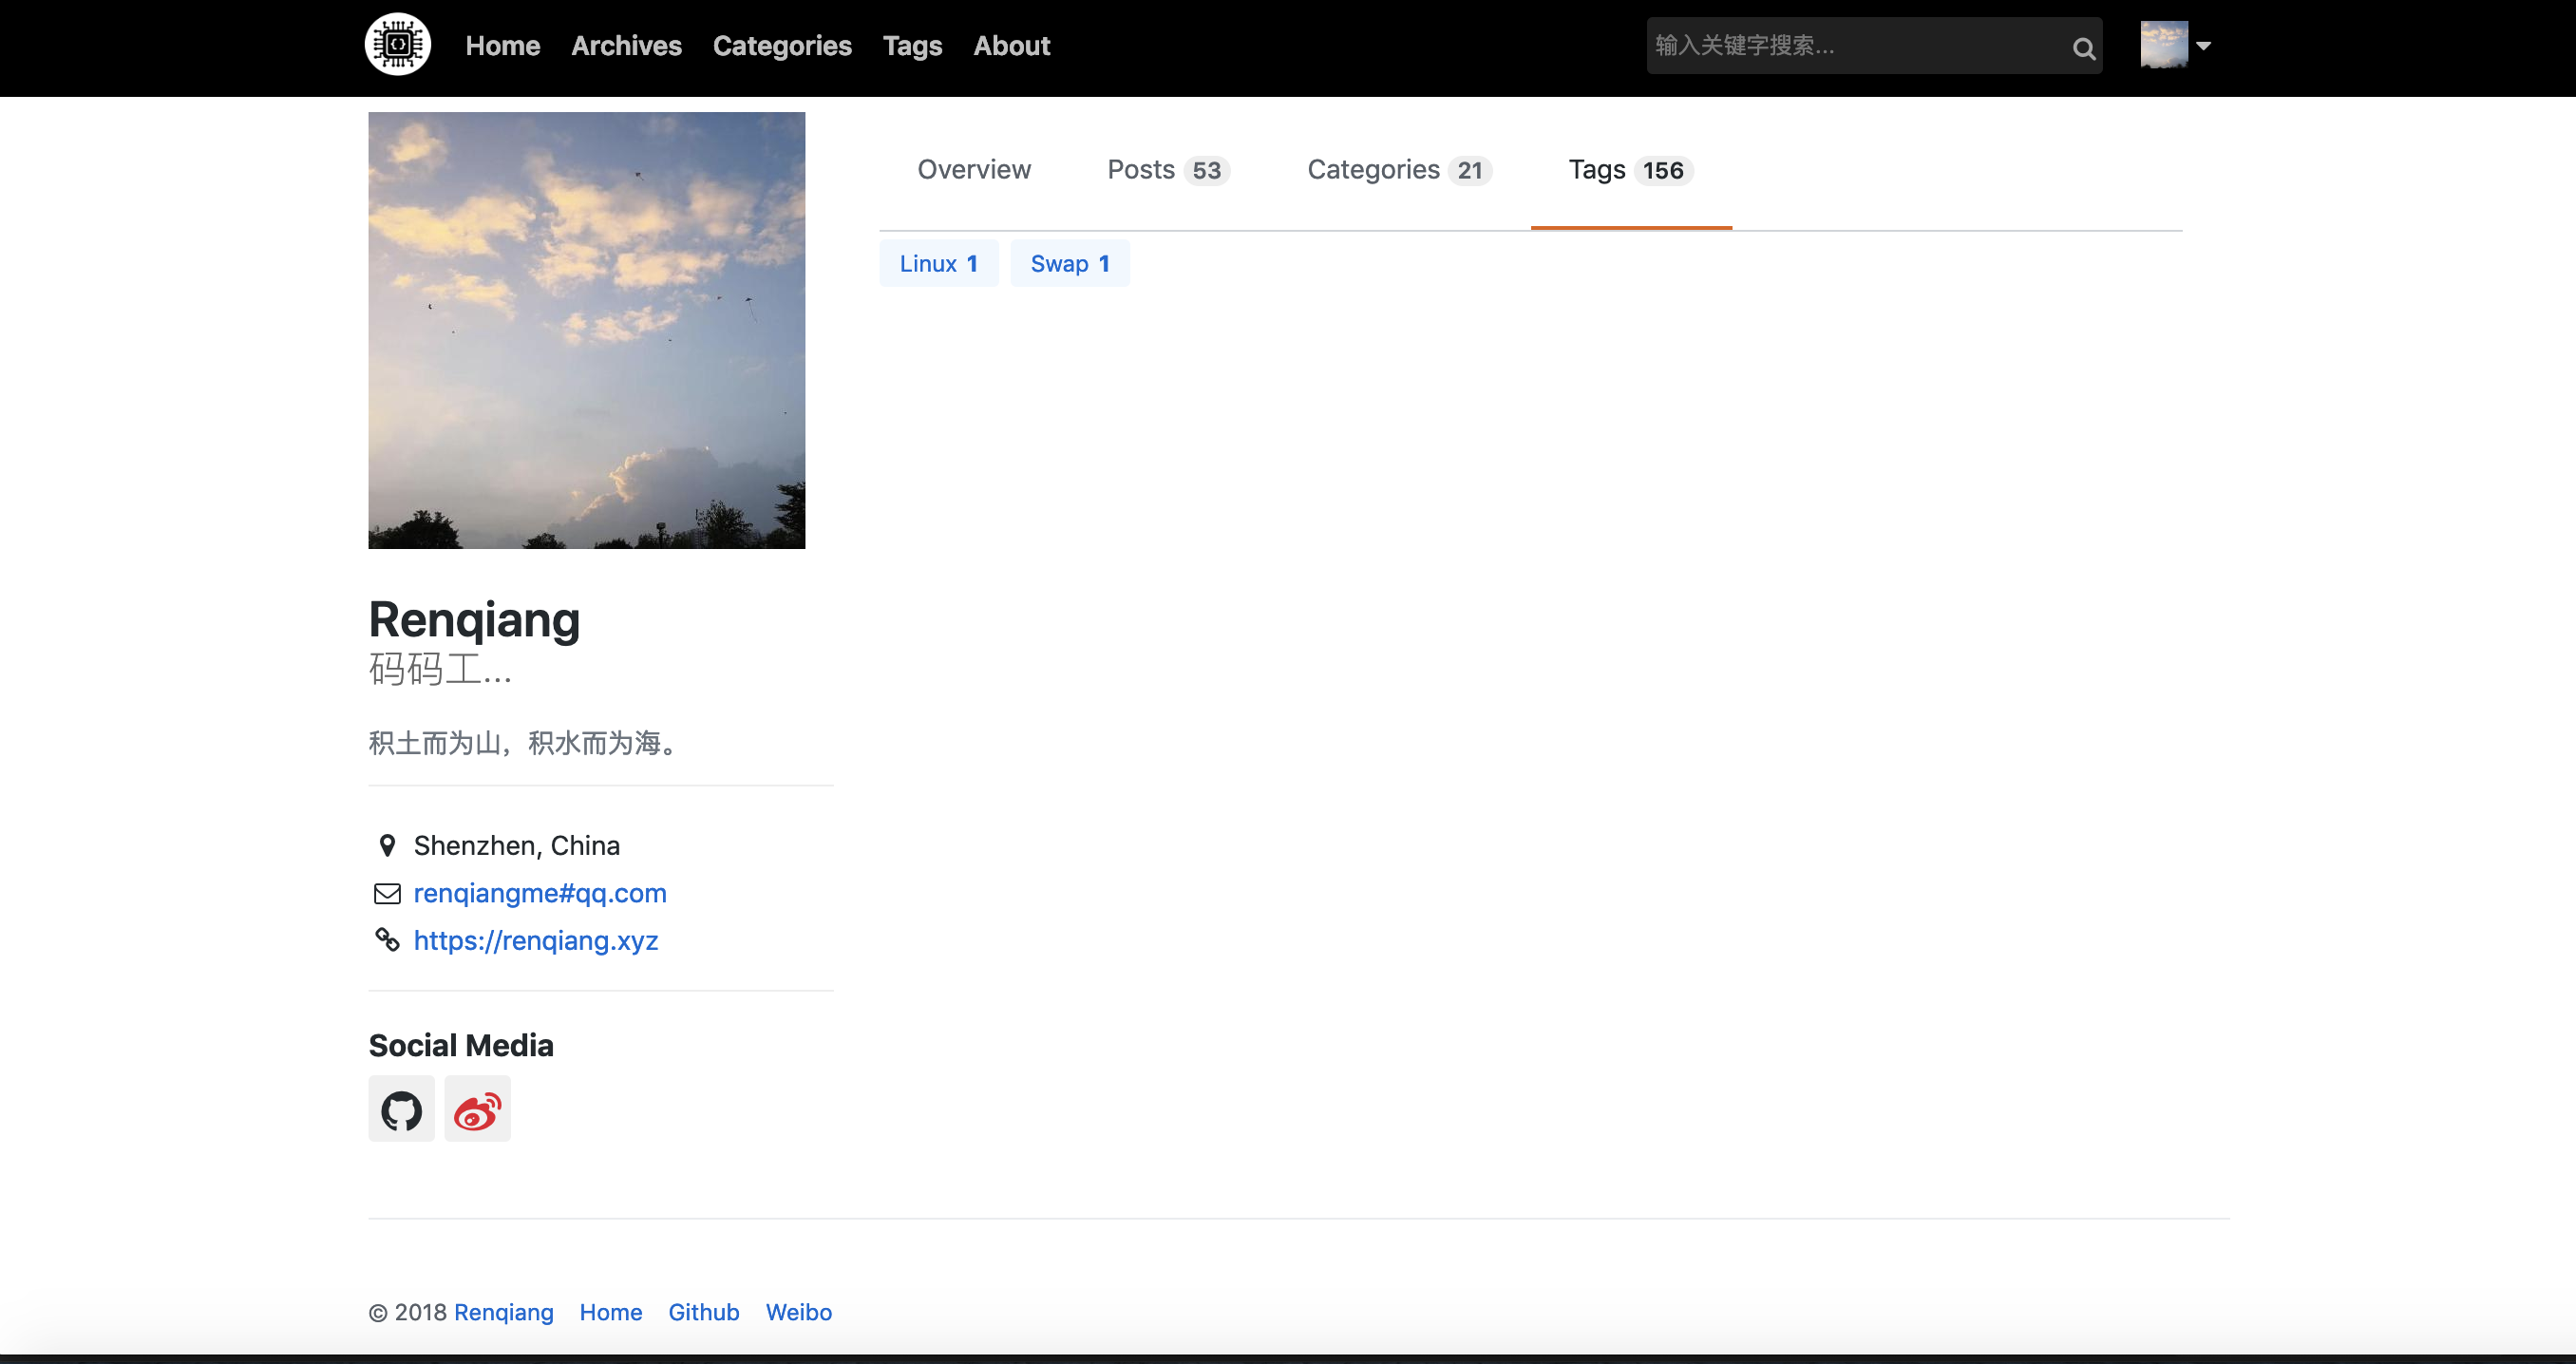 Home Archives Categories Tags About 输入关键字搜索...
Overview Posts 53 Categories 21 Tags 156
Linux 1 Swap 1
Renqiang
码码工...
积土而为山，积水而为海。
Shenzhen, China
renqiangme#qq.com
https://renqiang.xyz
Social Media
© 2018 Renqiang Home Github Weibo